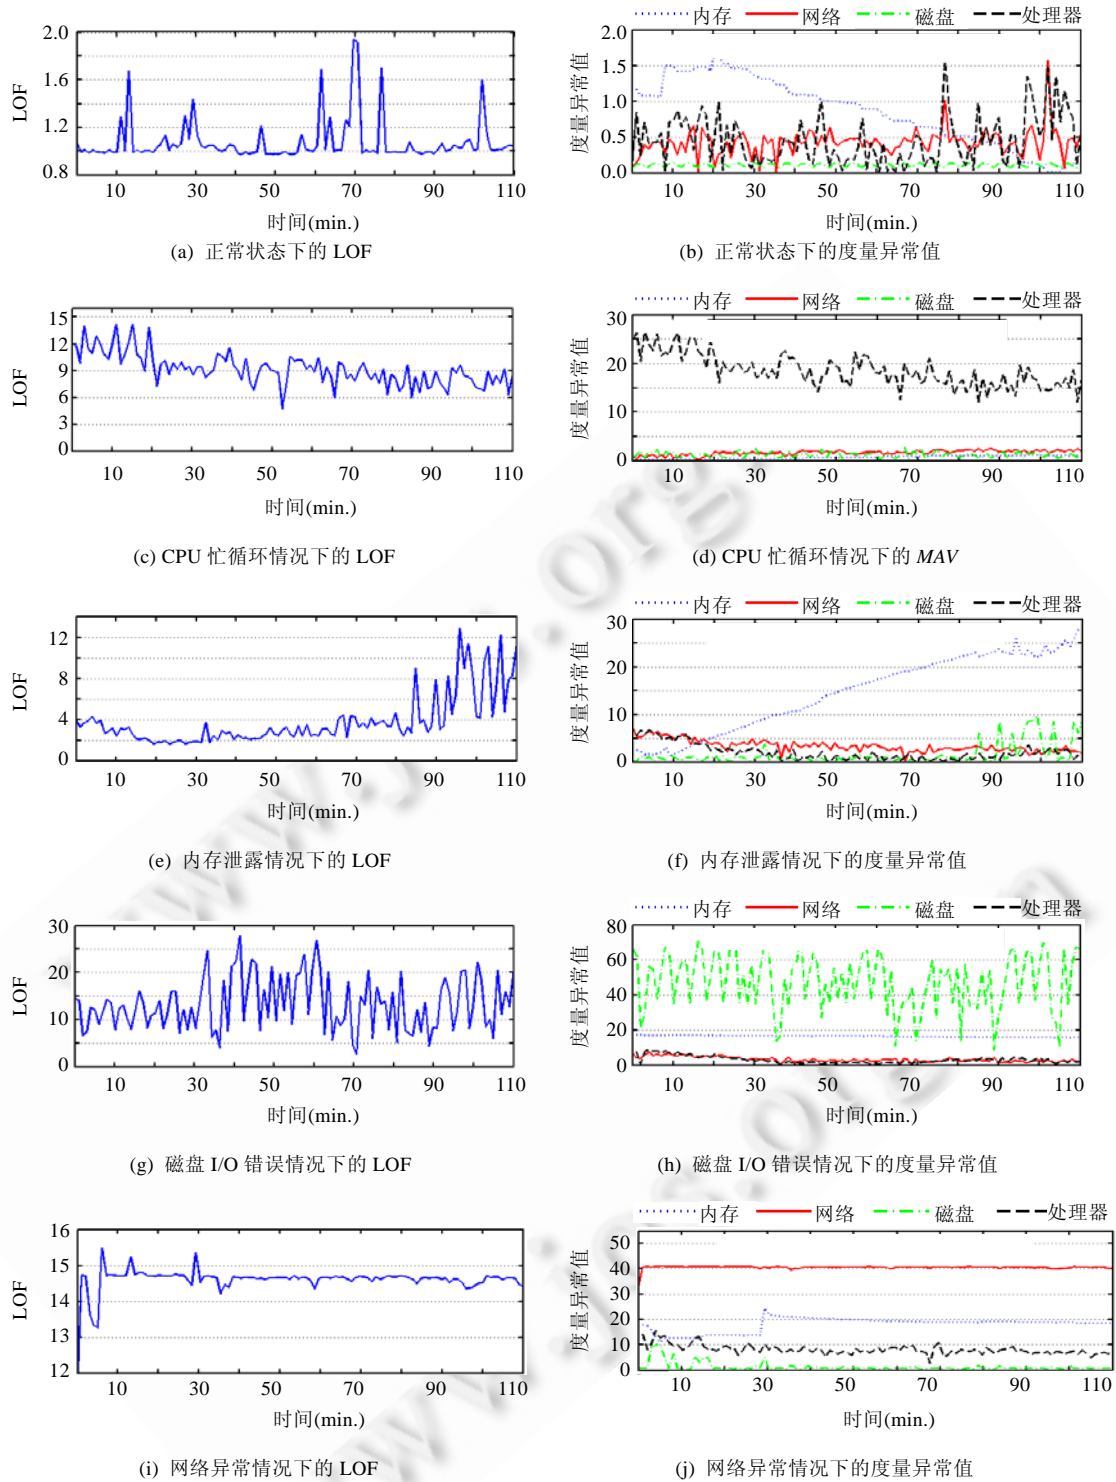 内存 网络 磁盘 处理器
2.0
1.6
1.2
0.8
LOF
10 30 50 70 90 110
时间(min.)
(a) 正常状态下的 LOF
2.0
1.5
1.0
0.5
0.0
度量异常值
10 30 50 70 90 110
时间(min.)
(b) 正常状态下的度量异常值
15
12
9
6
3
0
LOF
10 30 50 70 90 110
时间(min.)
(c) CPU 忙循环情况下的 LOF
内存 网络 磁盘 处理器
30
20
10
0
度量异常值
10 30 50 70 90 110
时间(min.)
(d) CPU 忙循环情况下的 MAV
12
8
4
0
LOF
10 30 50 70 90 110
时间(min.)
(e) 内存泄露情况下的 LOF
内存 网络 磁盘 处理器
30
20
10
5
0
度量异常值
10 30 50 70 90 110
时间(min.)
(f) 内存泄露情况下的度量异常值
30
20
10
0
LOF
10 30 50 70 90 110
时间(min.)
(g) 磁盘 I/O 错误情况下的 LOF
内存 网络 磁盘 处理器
80
60
40
20
0
度量异常值
10 30 50 70 90 110
时间(min.)
(h) 磁盘 I/O 错误情况下的度量异常值
16
15
14
13
12
LOF
10 30 50 70 90 110
时间(min.)
(i) 网络异常情况下的 LOF
内存 网络 磁盘 处理器
50
40
30
20
10
0
度量异常值
10 30 50 70 90 110
时间(min.)
(j) 网络异常情况下的度量异常值